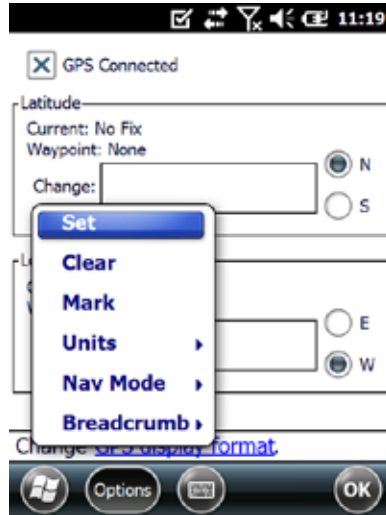 11:19
GPS Connected
Latitude
Current: No Fix
Waypoint: None
N
Change:
S
Set
Clear
Mark
Units
E
Nav Mode
W
Breadcrumb
Change GPS display format.
Options
OK